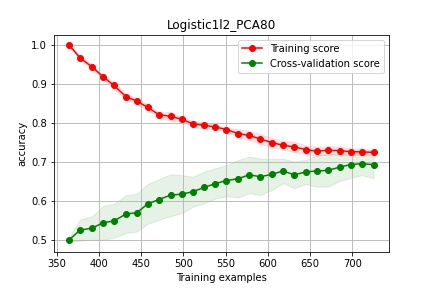 Logistic1l2_PCA80
Training score
Cross-validation score
accuracy
1.0
0.9
0.8
0.7
0.6
0.5
350 400 450 500 550 600 650 700
Training examples